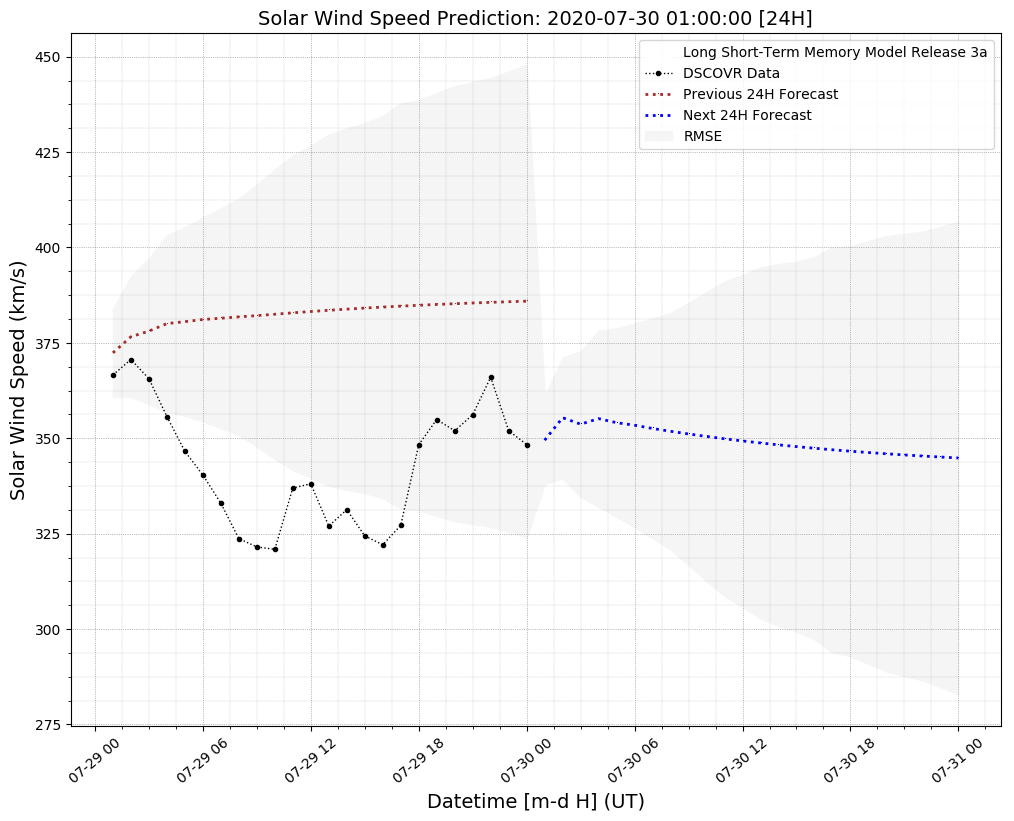 Solar Wind Speed Prediction: 2020-07-30 01:00:00 [24H]
Long Short-Term Memory Model Release 3a
DSCOVR Data
Previous 24H Forecast
Next 24H Forecast
RMSE
Solar Wind Speed (km/s)
450
425
400
375
350
325
300
275
07-29 00
07-29 06
07-29 12
07-29 18
07-30 00
07-30 06
07-30 12
07-30 18
07-31 00
Datetime [m-d H] (UT)